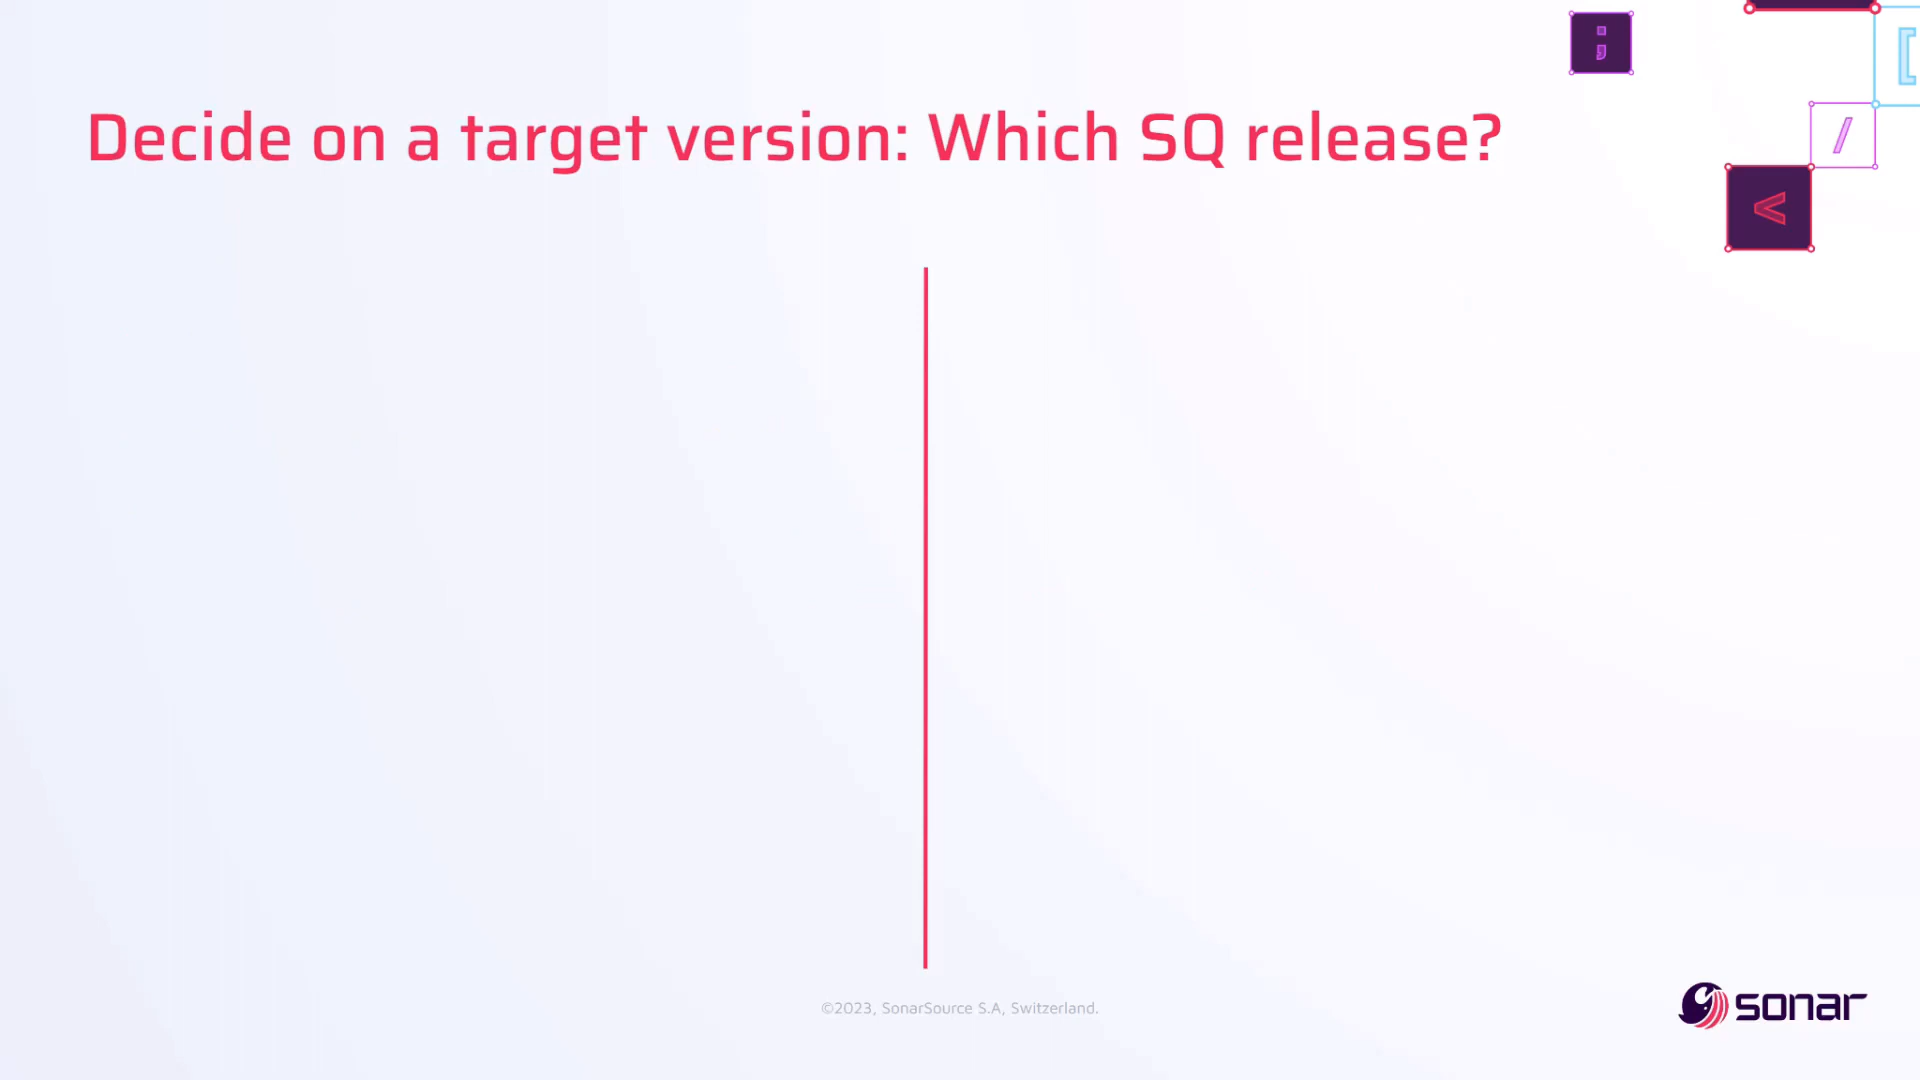 ;
[
Decide on a target version: Which SQ release?
/
<
©2023, SonarSource S.A, Switzerland.
sonar